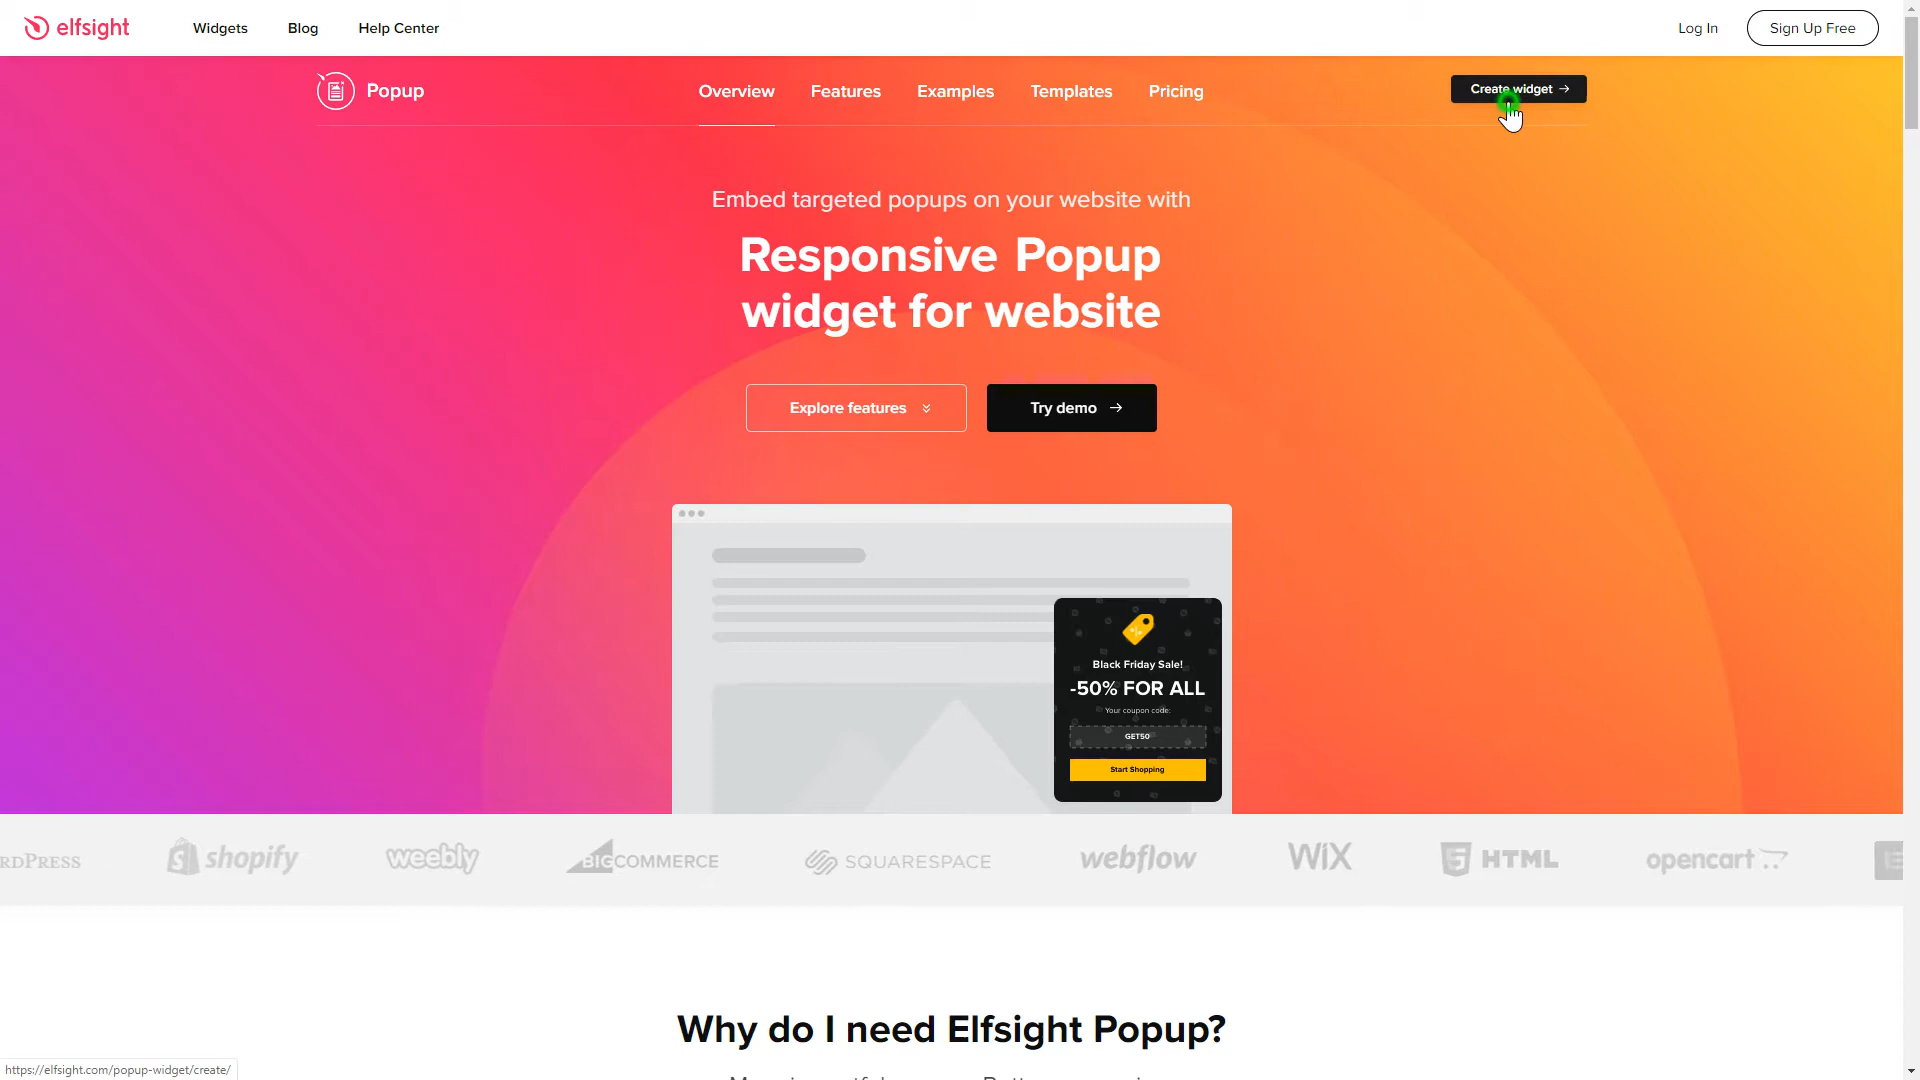 elfsight
Widgets
Blog
Help Center
Log In
Sign Up Free
Popup
Overview
Features
Examples
Templates
Pricing
Create widget
Embed targeted popups on your website with
Responsive Popup
widget for website
Explore features
Try demo
Black Friday Sale!
-50% FOR ALL
Your coupon code:
GET50
Start Shopping
RDPRESS
shopify
weebly
BIGCOMMERCE
SQUARESPACE
webflow
WiX
HTML
opencart
Why do I need Elfsight Popup?
https://elfsight.com/popup-widget/create/